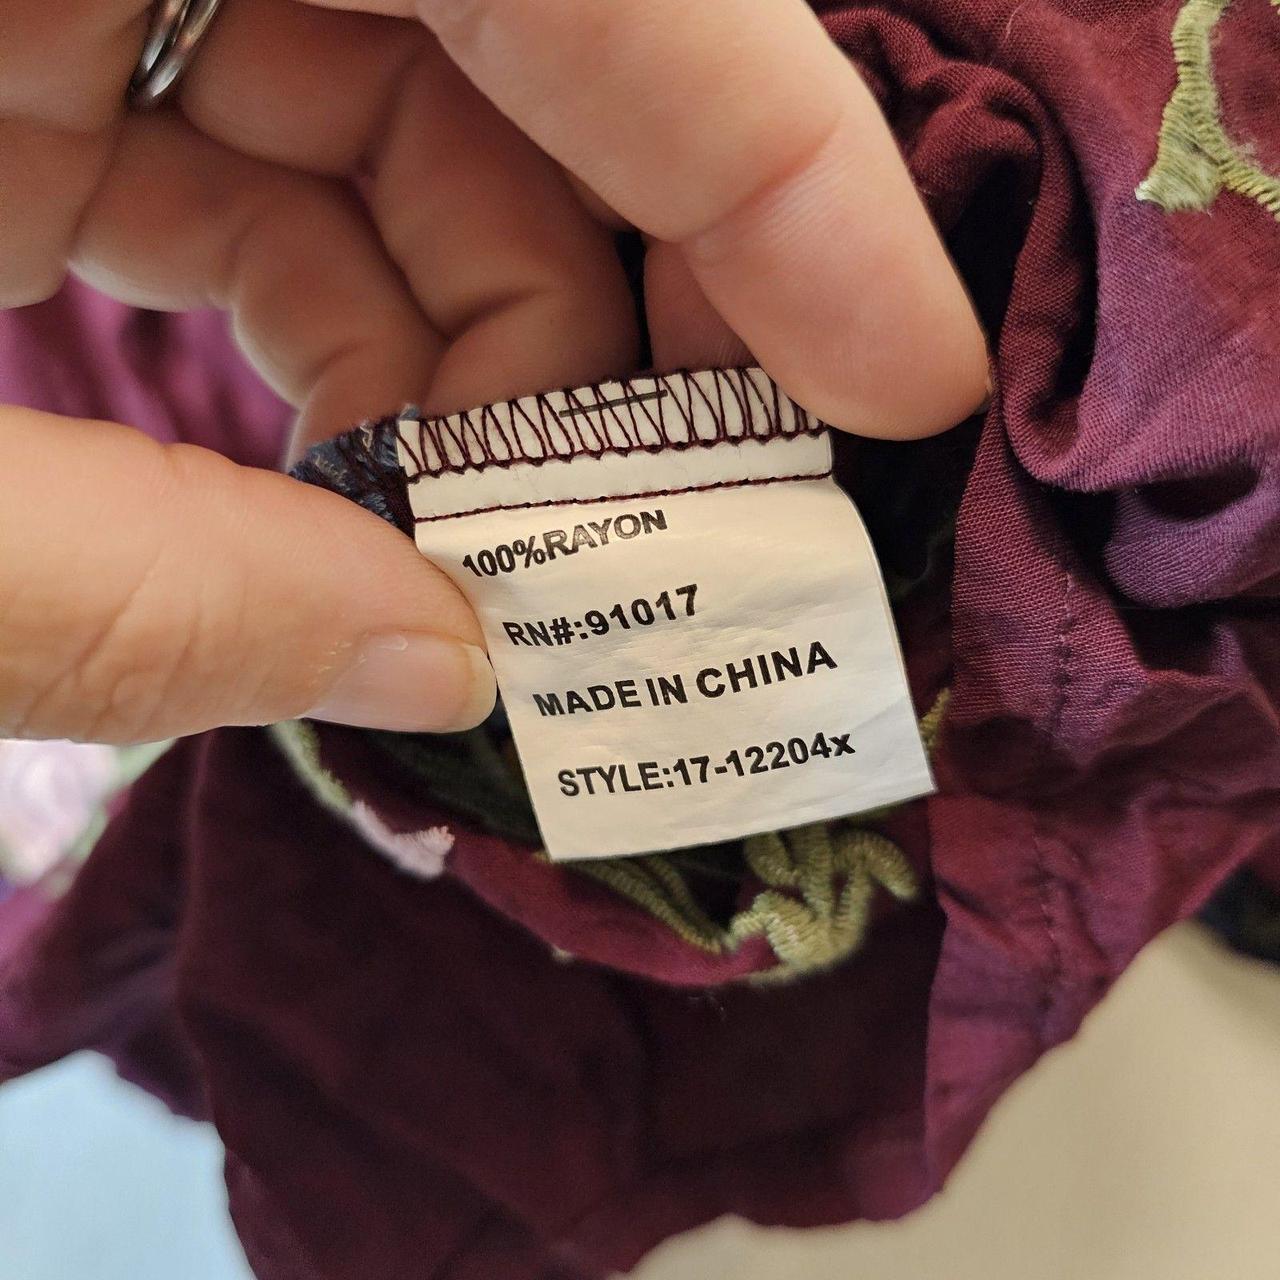 100%RAYON
RN#:91017
MADE IN CHINA
STYLE:17-12204x